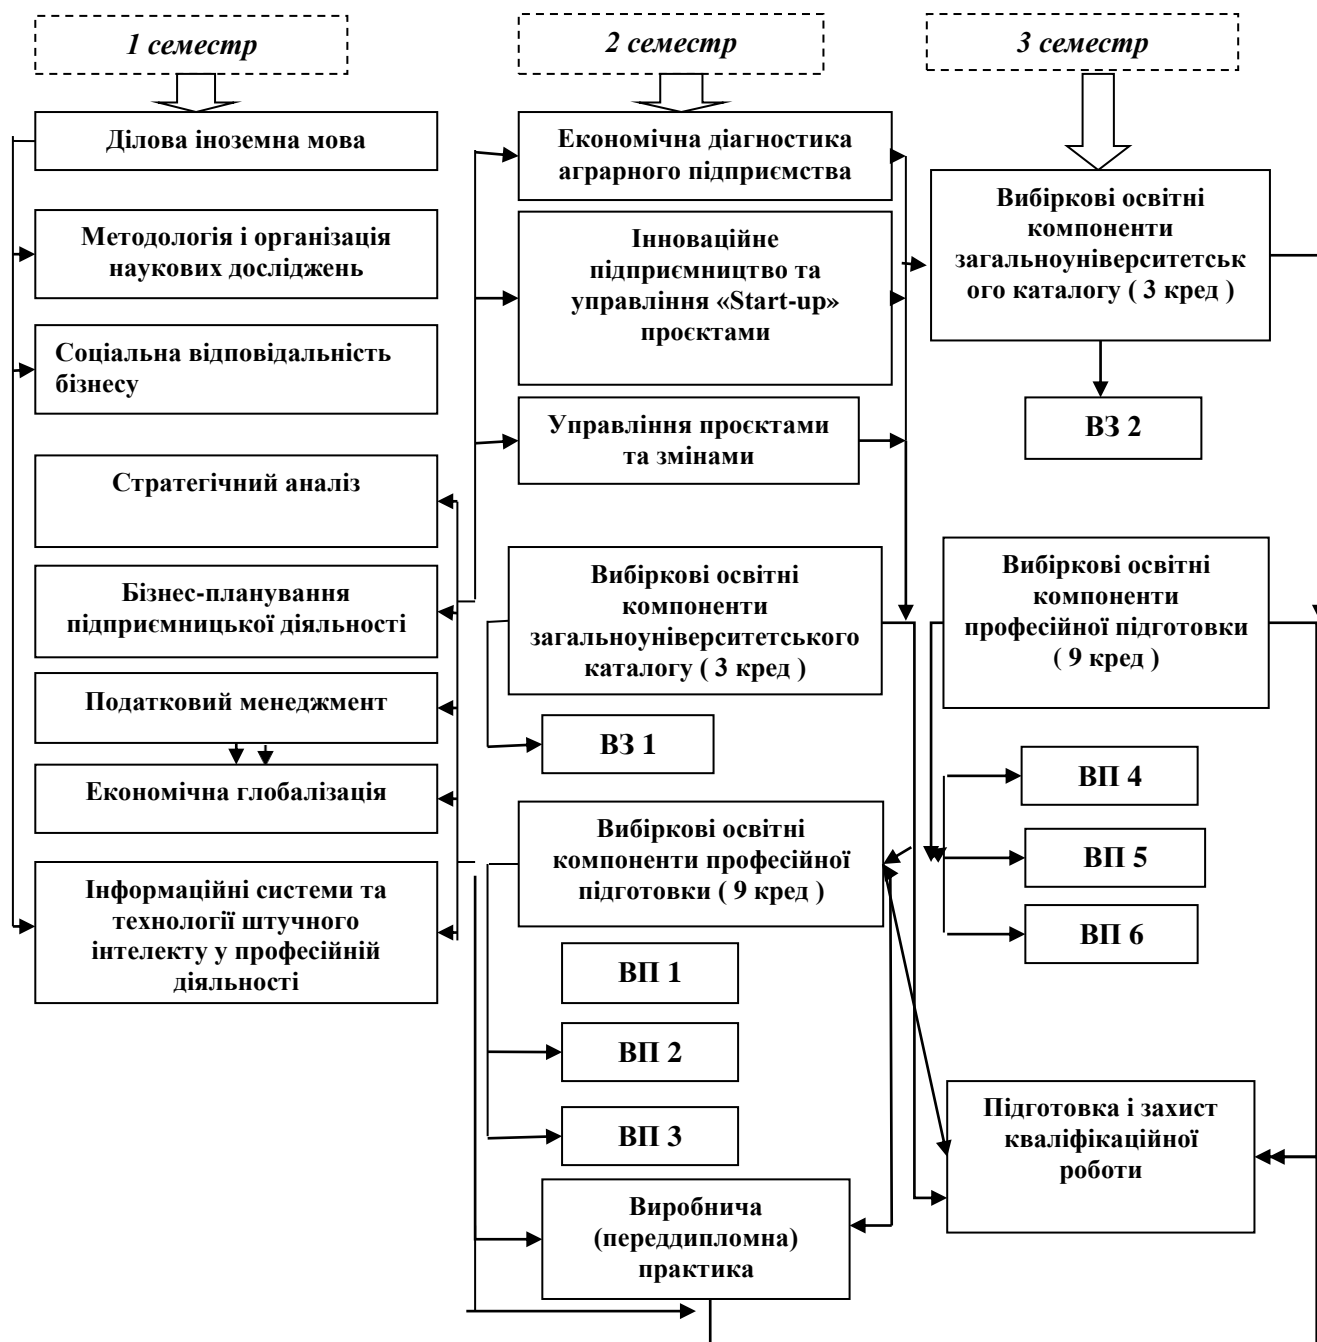 1 семестр
Ділова іноземна мова
Методологія і організація
наукових досліджень
Соціальна відповідальність
бізнесу
Стратегічний аналіз
Бізнес-планування
підприємницької діяльності
Податковий менеджмент
Економічна глобалізація
Інформаційні системи та
технології штучного
інтелекту у професійній
діяльності
2 семестр
Економічна діагностика
аграрного підприємства
Інноваційне
підприємництво та
управління «Start-up»
проєктами
Управління проєктами
та змінами
Вибіркові освітні
компоненти
загальноуніверситетського
каталогу ( 3 кред )
ВЗ 1
Вибіркові освітні
компоненти професійної
підготовки ( 9 кред )
ВП 1
ВП 2
ВП 3
Виробнича
(переддипломна)
практика
3 семестр
Вибіркові освітні
компоненти
загальноуніверситетськ
ого каталогу ( 3 кред )
ВЗ 2
Вибіркові освітні
компоненти
професійної підготовки
( 9 кред )
ВП 4
ВП 5
ВП 6
Підготовка і захист
кваліфікаційної
роботи